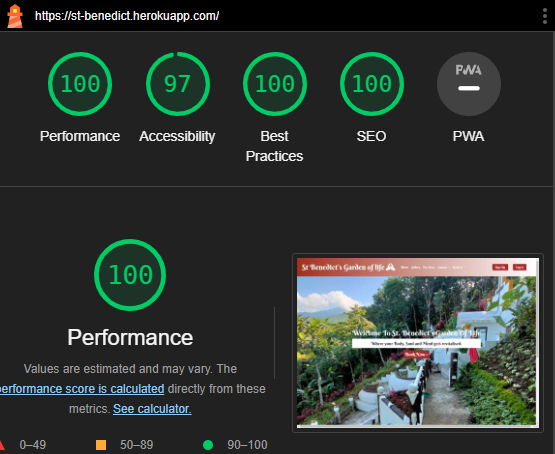 https://st-benedict.herokuapp.com/
100 97 100 100 PWA
Performance Accessibility Best Practices SEO PWA
100
Performance
Values are estimated and may vary. The
performance score is calculated directly from these
metrics. See calculator.
0–49 50–89 90–100
St Benedict's Garden of life
Welcome To St. Benedict's Garden Of Life
Where your Body, Soul and Mind gets revitalised.
Book Now